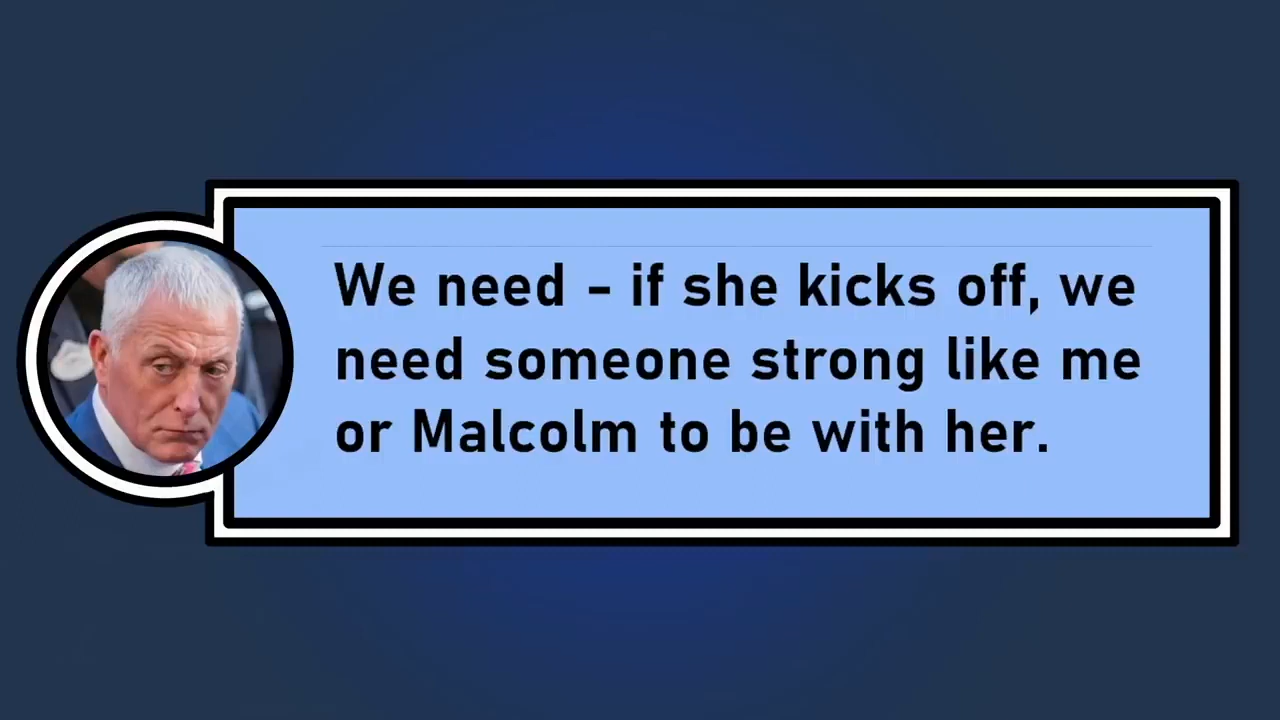 We need - if she kicks off, we
need someone strong like me
or Malcolm to be with her.